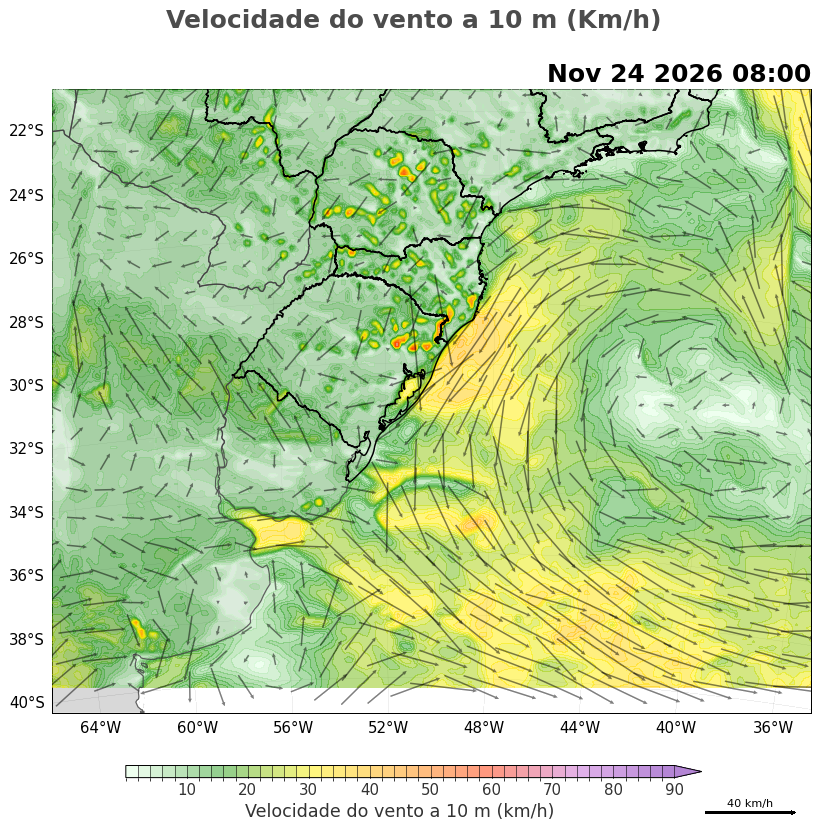 Velocidade do vento a 10 m (Km/h)
Nov 24 2026 08:00
22°S
24°S
26°S
28°S
30°S
32°S
34°S
36°S
38°S
40°S
64°W 60°W 56°W 52°W 48°W 44°W 40°W 36°W
10 20 30 40 50 60 70 80 90
Velocidade do vento a 10 m (km/h)
40 km/h